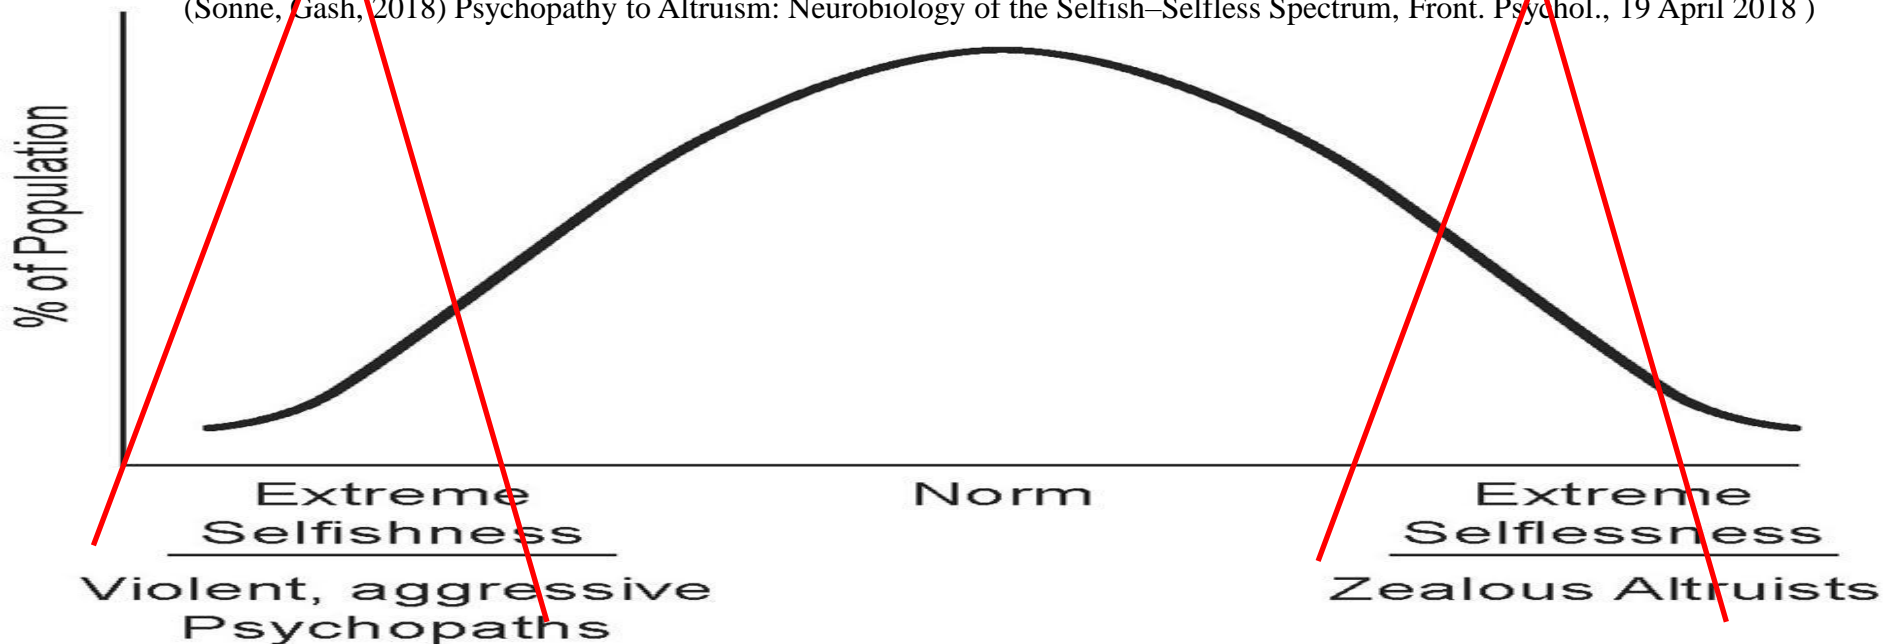 (Sonne, Gash, 2018) Psychopathy to Altruism: Neurobiology of the Selfish–Selfless Spectrum, Front. Psychol., 19 April 2018 )
% of Population
Extreme
Selfishness
Violent, aggressive
Psychopaths
Norm
Extreme
Selflessness
Zealous Altruists